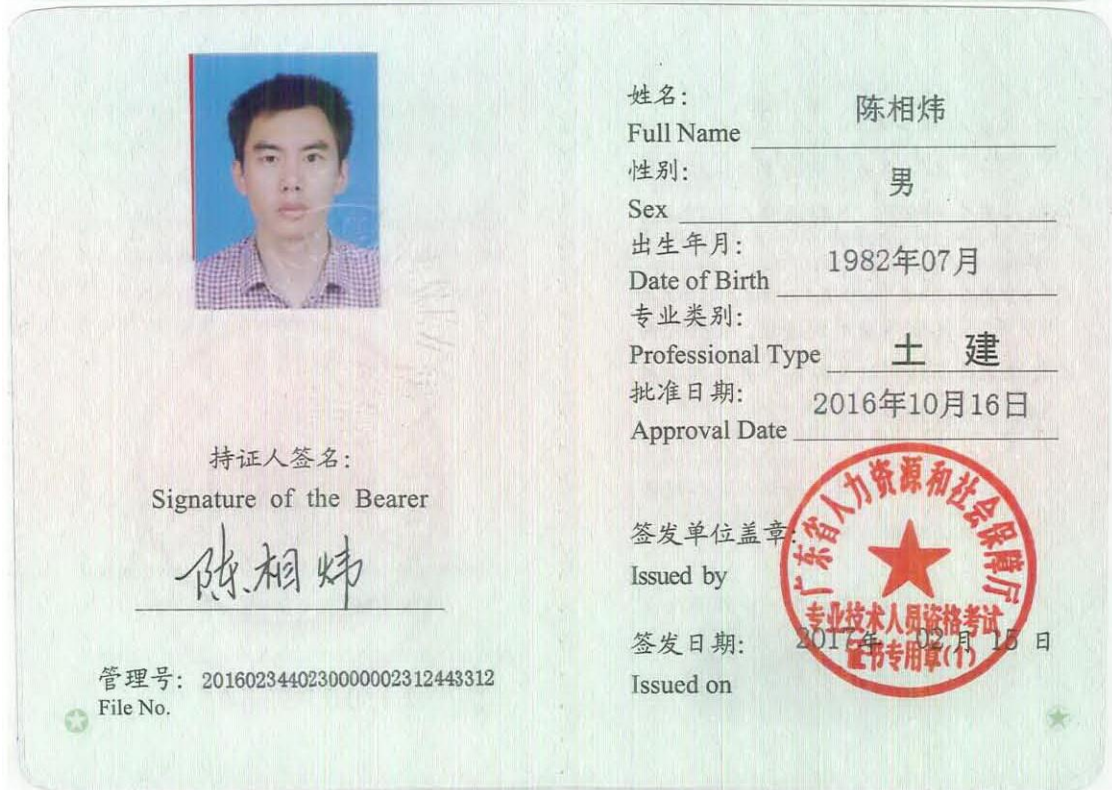 持证人签名:
Signature of the Bearer
陈相炜
管理号: 2016023440230000002312443312
File No.
姓名: 陈相炜
Full Name
性别: 男
Sex
出生年月: 1982年07月
Date of Birth
专业类别:
Professional Type 土 建
批准日期: 2016年10月16日
Approval Date
签发单位盖章:
Issued by
广东省人力资源和社会保障厅
专业技术人员资格考试
证书专用章(1)
签发日期: 2017年 02月 15日
Issued on